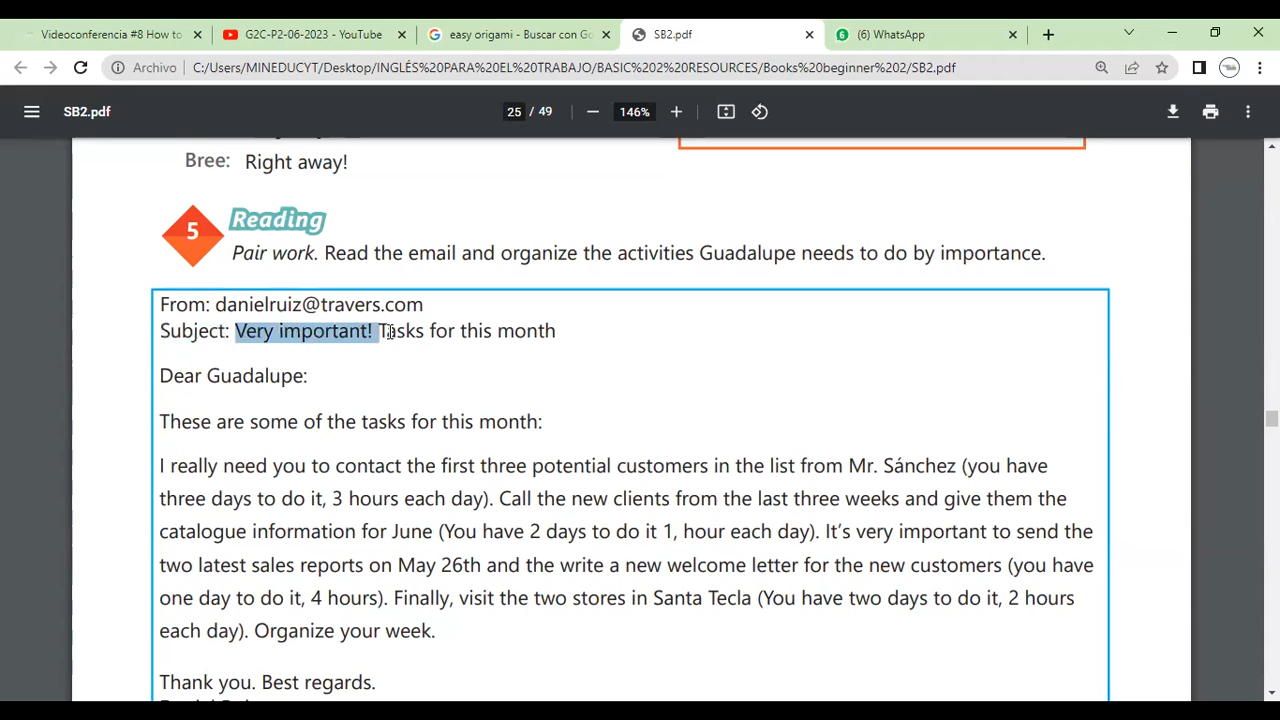 Videoconferencia #8 How to
G2C-P2-06-2023 - YouTube
easy origami - Buscar con Go
SB2.pdf
(6) WhatsApp
Archivo
C:/Users/MINEDUCYT/Desktop/INGLÉS%20PARA%20EL%20TRABAJO/BASIC%202%20RESOURCES/Books%20beginner%202/SB2.pdf
SB2.pdf
25 / 49
146%
Bree: Right away!
5 Reading
Pair work. Read the email and organize the activities Guadalupe needs to do by importance.
From: danielruiz@travers.com
Subject: Very important! Tasks for this month
Dear Guadalupe:
These are some of the tasks for this month:
I really need you to contact the first three potential customers in the list from Mr. Sánchez (you have
three days to do it, 3 hours each day). Call the new clients from the last three weeks and give them the
catalogue information for June (You have 2 days to do it 1, hour each day). It’s very important to send the
two latest sales reports on May 26th and the write a new welcome letter for the new customers (you have
one day to do it, 4 hours). Finally, visit the two stores in Santa Tecla (You have two days to do it, 2 hours
each day). Organize your week.
Thank you. Best regards.